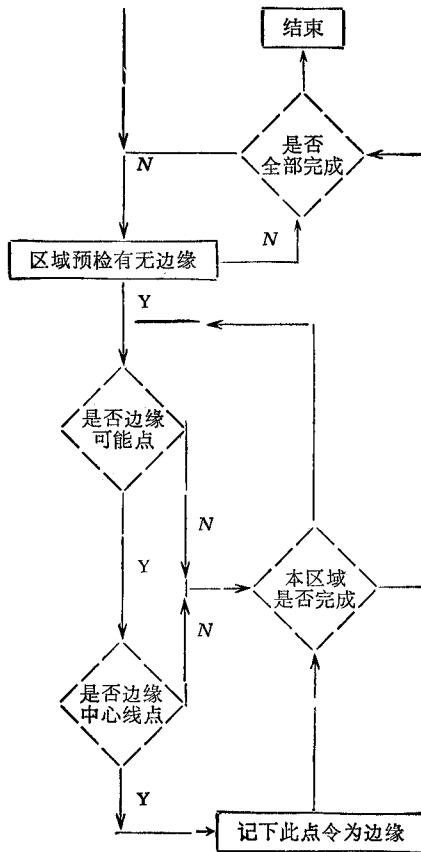 结束
是否
全部完成
N
N
区域预检有无边缘
Y
是否边缘
可能点
N
Y
本区域
是否完成
N
是否边缘
中心线点
Y
记下此点令为边缘